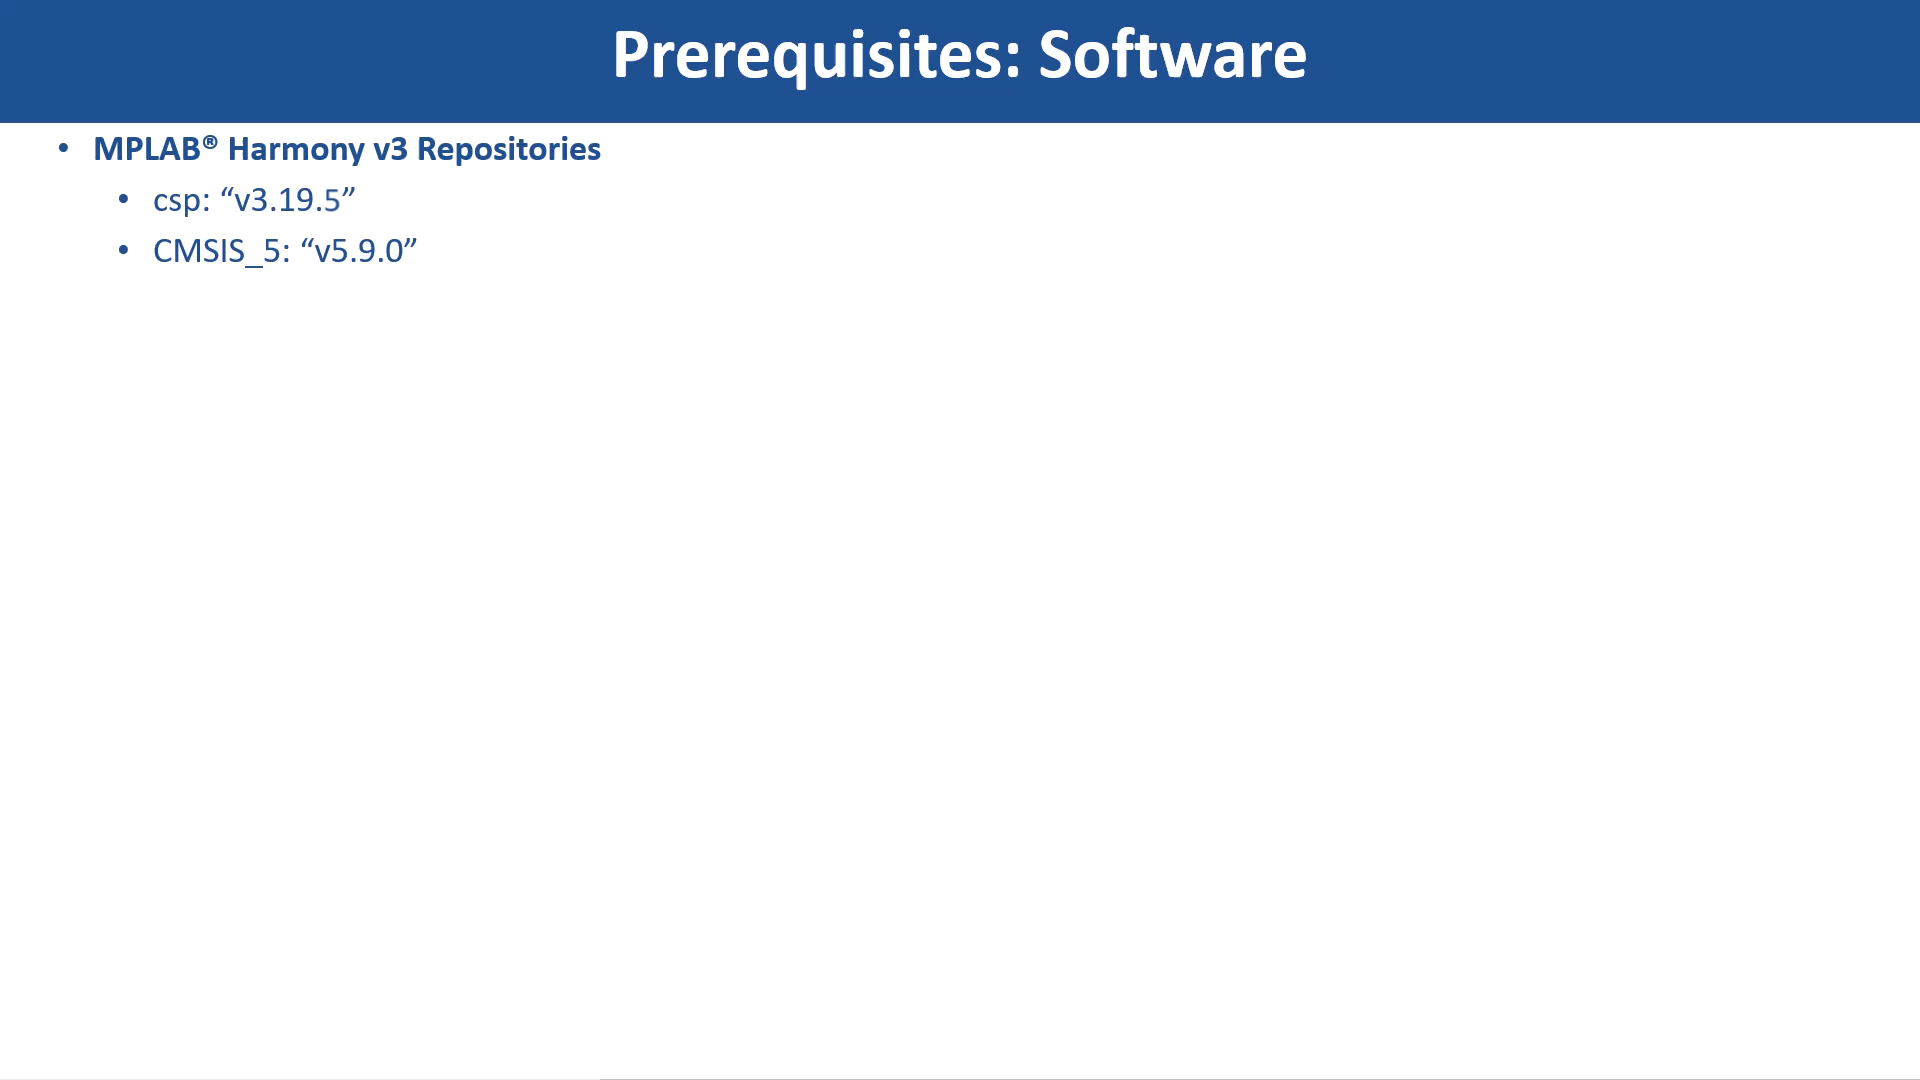 Prerequisites: Software
• MPLAB® Harmony v3 Repositories
• csp: “v3.19.5”
• CMSIS_5: “v5.9.0”